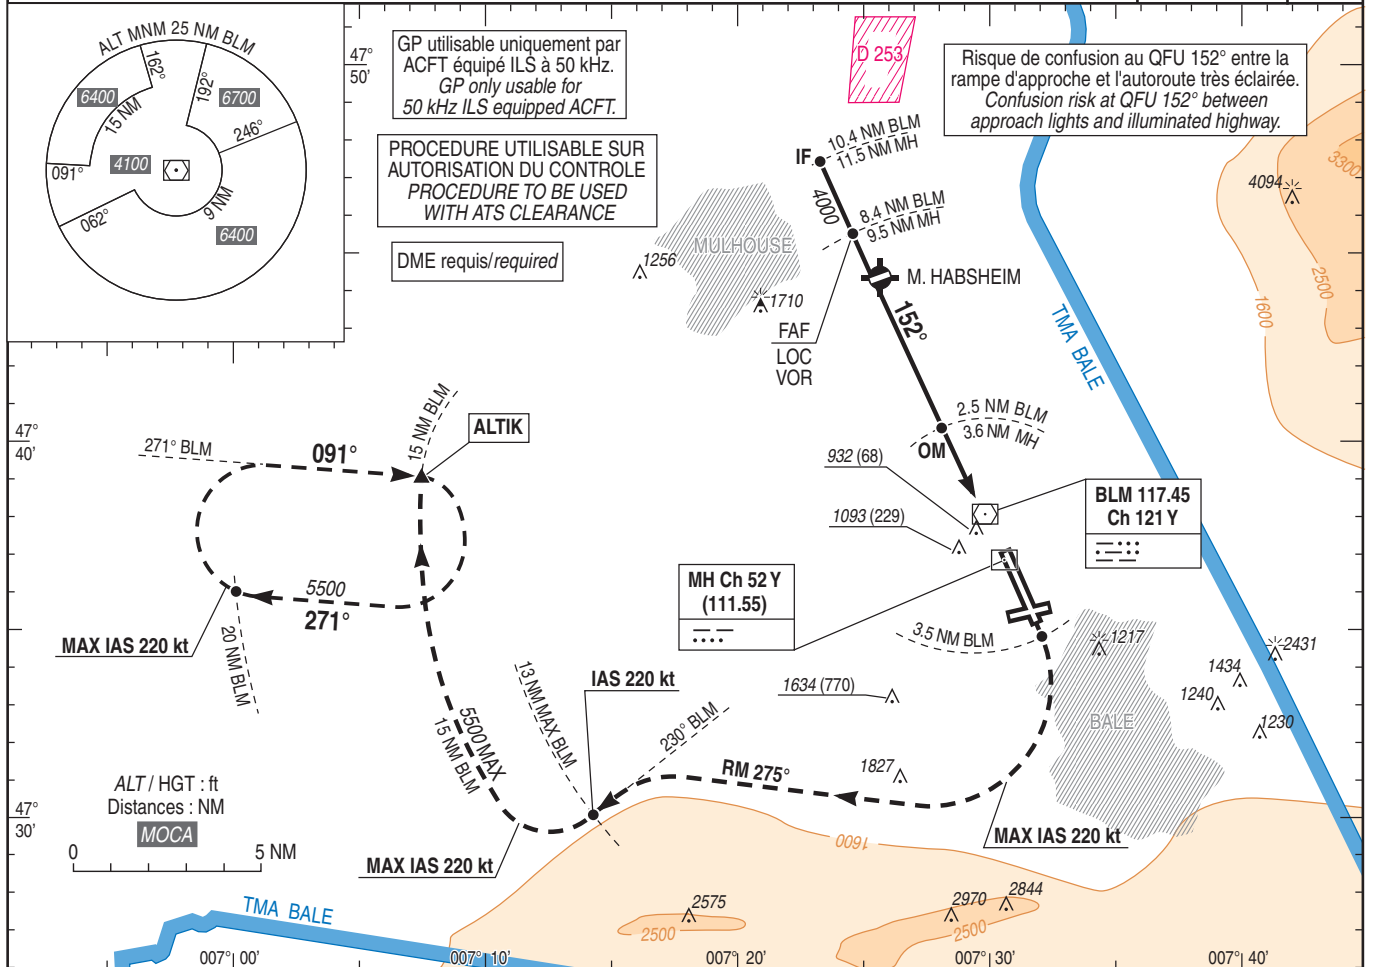 ALT MNM 25 NM BLM
162°
192°
6400
6700
15 NM
246°
4100
091°
9 NM
062°
6400
47°
50'
GP utilisable uniquement par
ACFT équipé ILS à 50 kHz.
GP only usable for
50 kHz ILS equipped ACFT.
PROCEDURE UTILISABLE SUR
AUTORISATION DU CONTROLE
PROCEDURE TO BE USED
WITH ATS CLEARANCE
DME requis/required
D 253
Risque de confusion au QFU 152° entre la
rampe d'approche et l'autoroute très éclairée.
Confusion risk at QFU 152° between
approach lights and illuminated highway.
IF
10.4 NM BLM
11.5 NM MH
4000
8.4 NM BLM
9.5 NM MH
MULHOUSE
1256
1710
M. HABSHEIM
FAF
LOC
VOR
152°
4094
3300
2500
1600
TMA BALE
47°
40'
271° BLM
091°
15 NM BLM
ALTIK
2.5 NM BLM
3.6 NM MH
OM
932 (68)
1093 (229)
BLM 117.45
Ch 121 Y
MH Ch 52 Y
(111.55)
5500
271°
MAX IAS 220 kt
20 NM BLM
3.5 NM BLM
1217
2431
1434
1240
1230
BALE
13 NM MAX BLM
IAS 220 kt
1634 (770)
230° BLM
5500 MAX
15 NM BLM
RM 275°
1827
ALT / HGT : ft
Distances : NM
MOCA
0
5 NM
47°
30'
MAX IAS 220 kt
MAX IAS 220 kt
1600
TMA BALE
2575
2500
2970
2844
2500
007° 00'
007° 10'
007° 20'
007° 30'
007° 40'